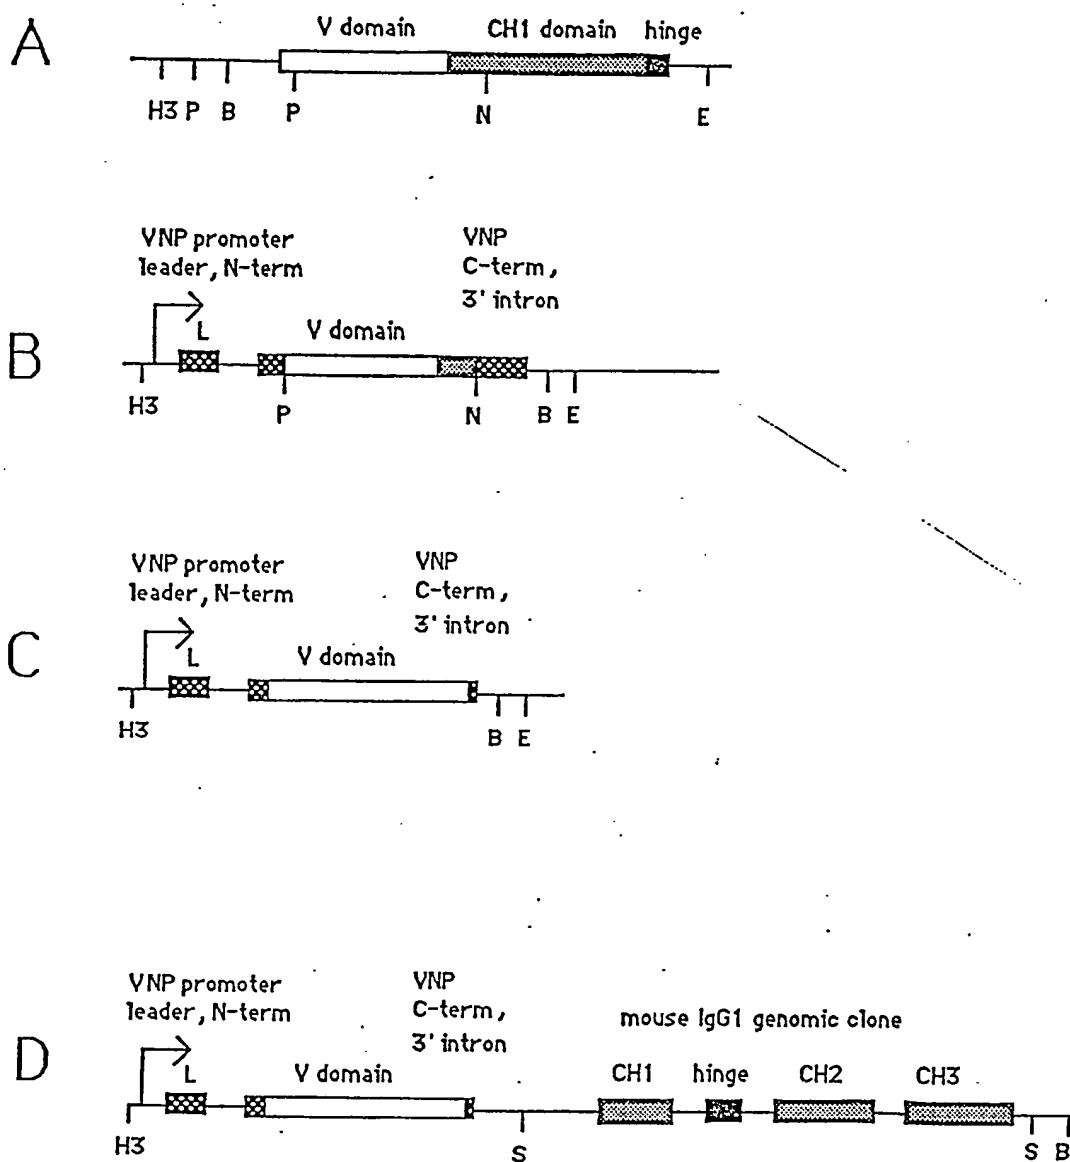 A
V domain CH1 domain hinge
H3 P B P N E
B
VNP promoter
leader, N-term
VNP
C-term,
3' intron
L
V domain
H3 P N B E
C
VNP promoter
leader, N-term
VNP
C-term,
3' intron
L
V domain
H3 B E
D
VNP promoter
leader, N-term
VNP
C-term,
3' intron
mouse IgG1 genomic clone
L
V domain CH1 hinge CH2 CH3
H3 S S B